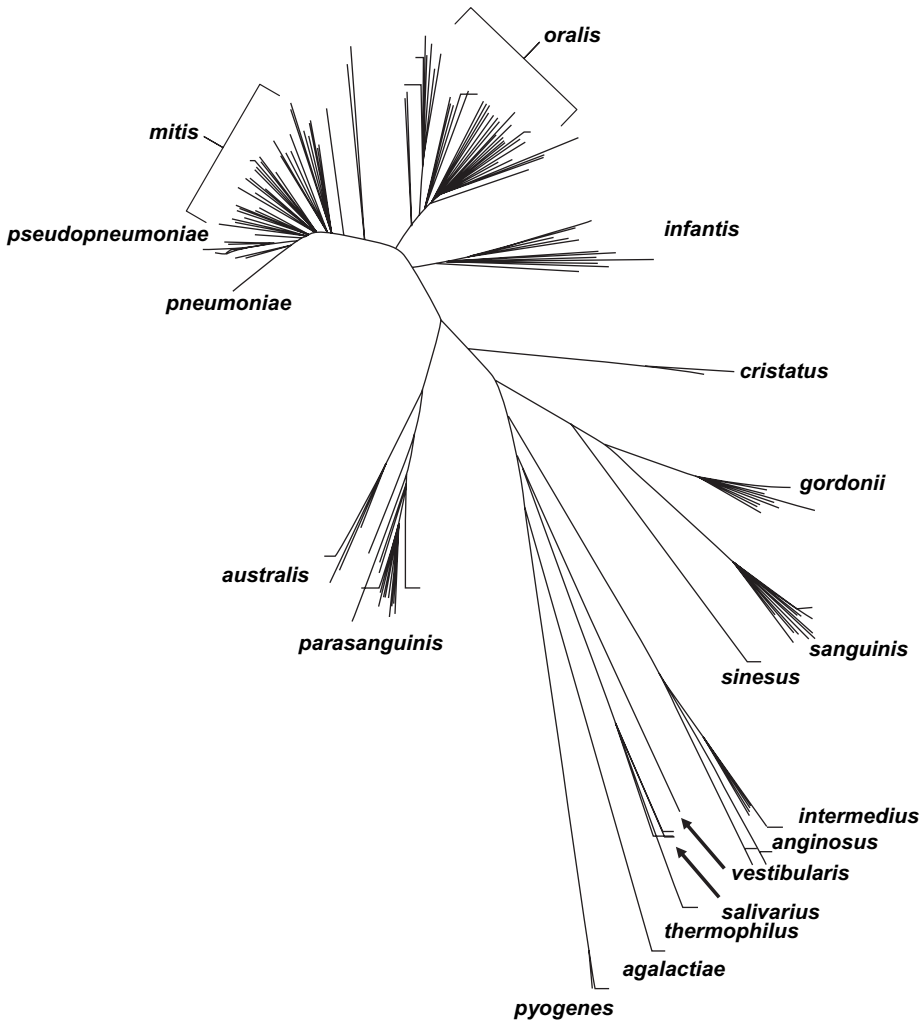 oralis
mitis
pseudopneumoniae
infantis
pneumoniae
cristatus
gordonii
australis
parasanguinis
sanguinis
sinesus
intermedius
anginosus
vestibularis
salivarius
thermophilus
agalactiae
pyogenes